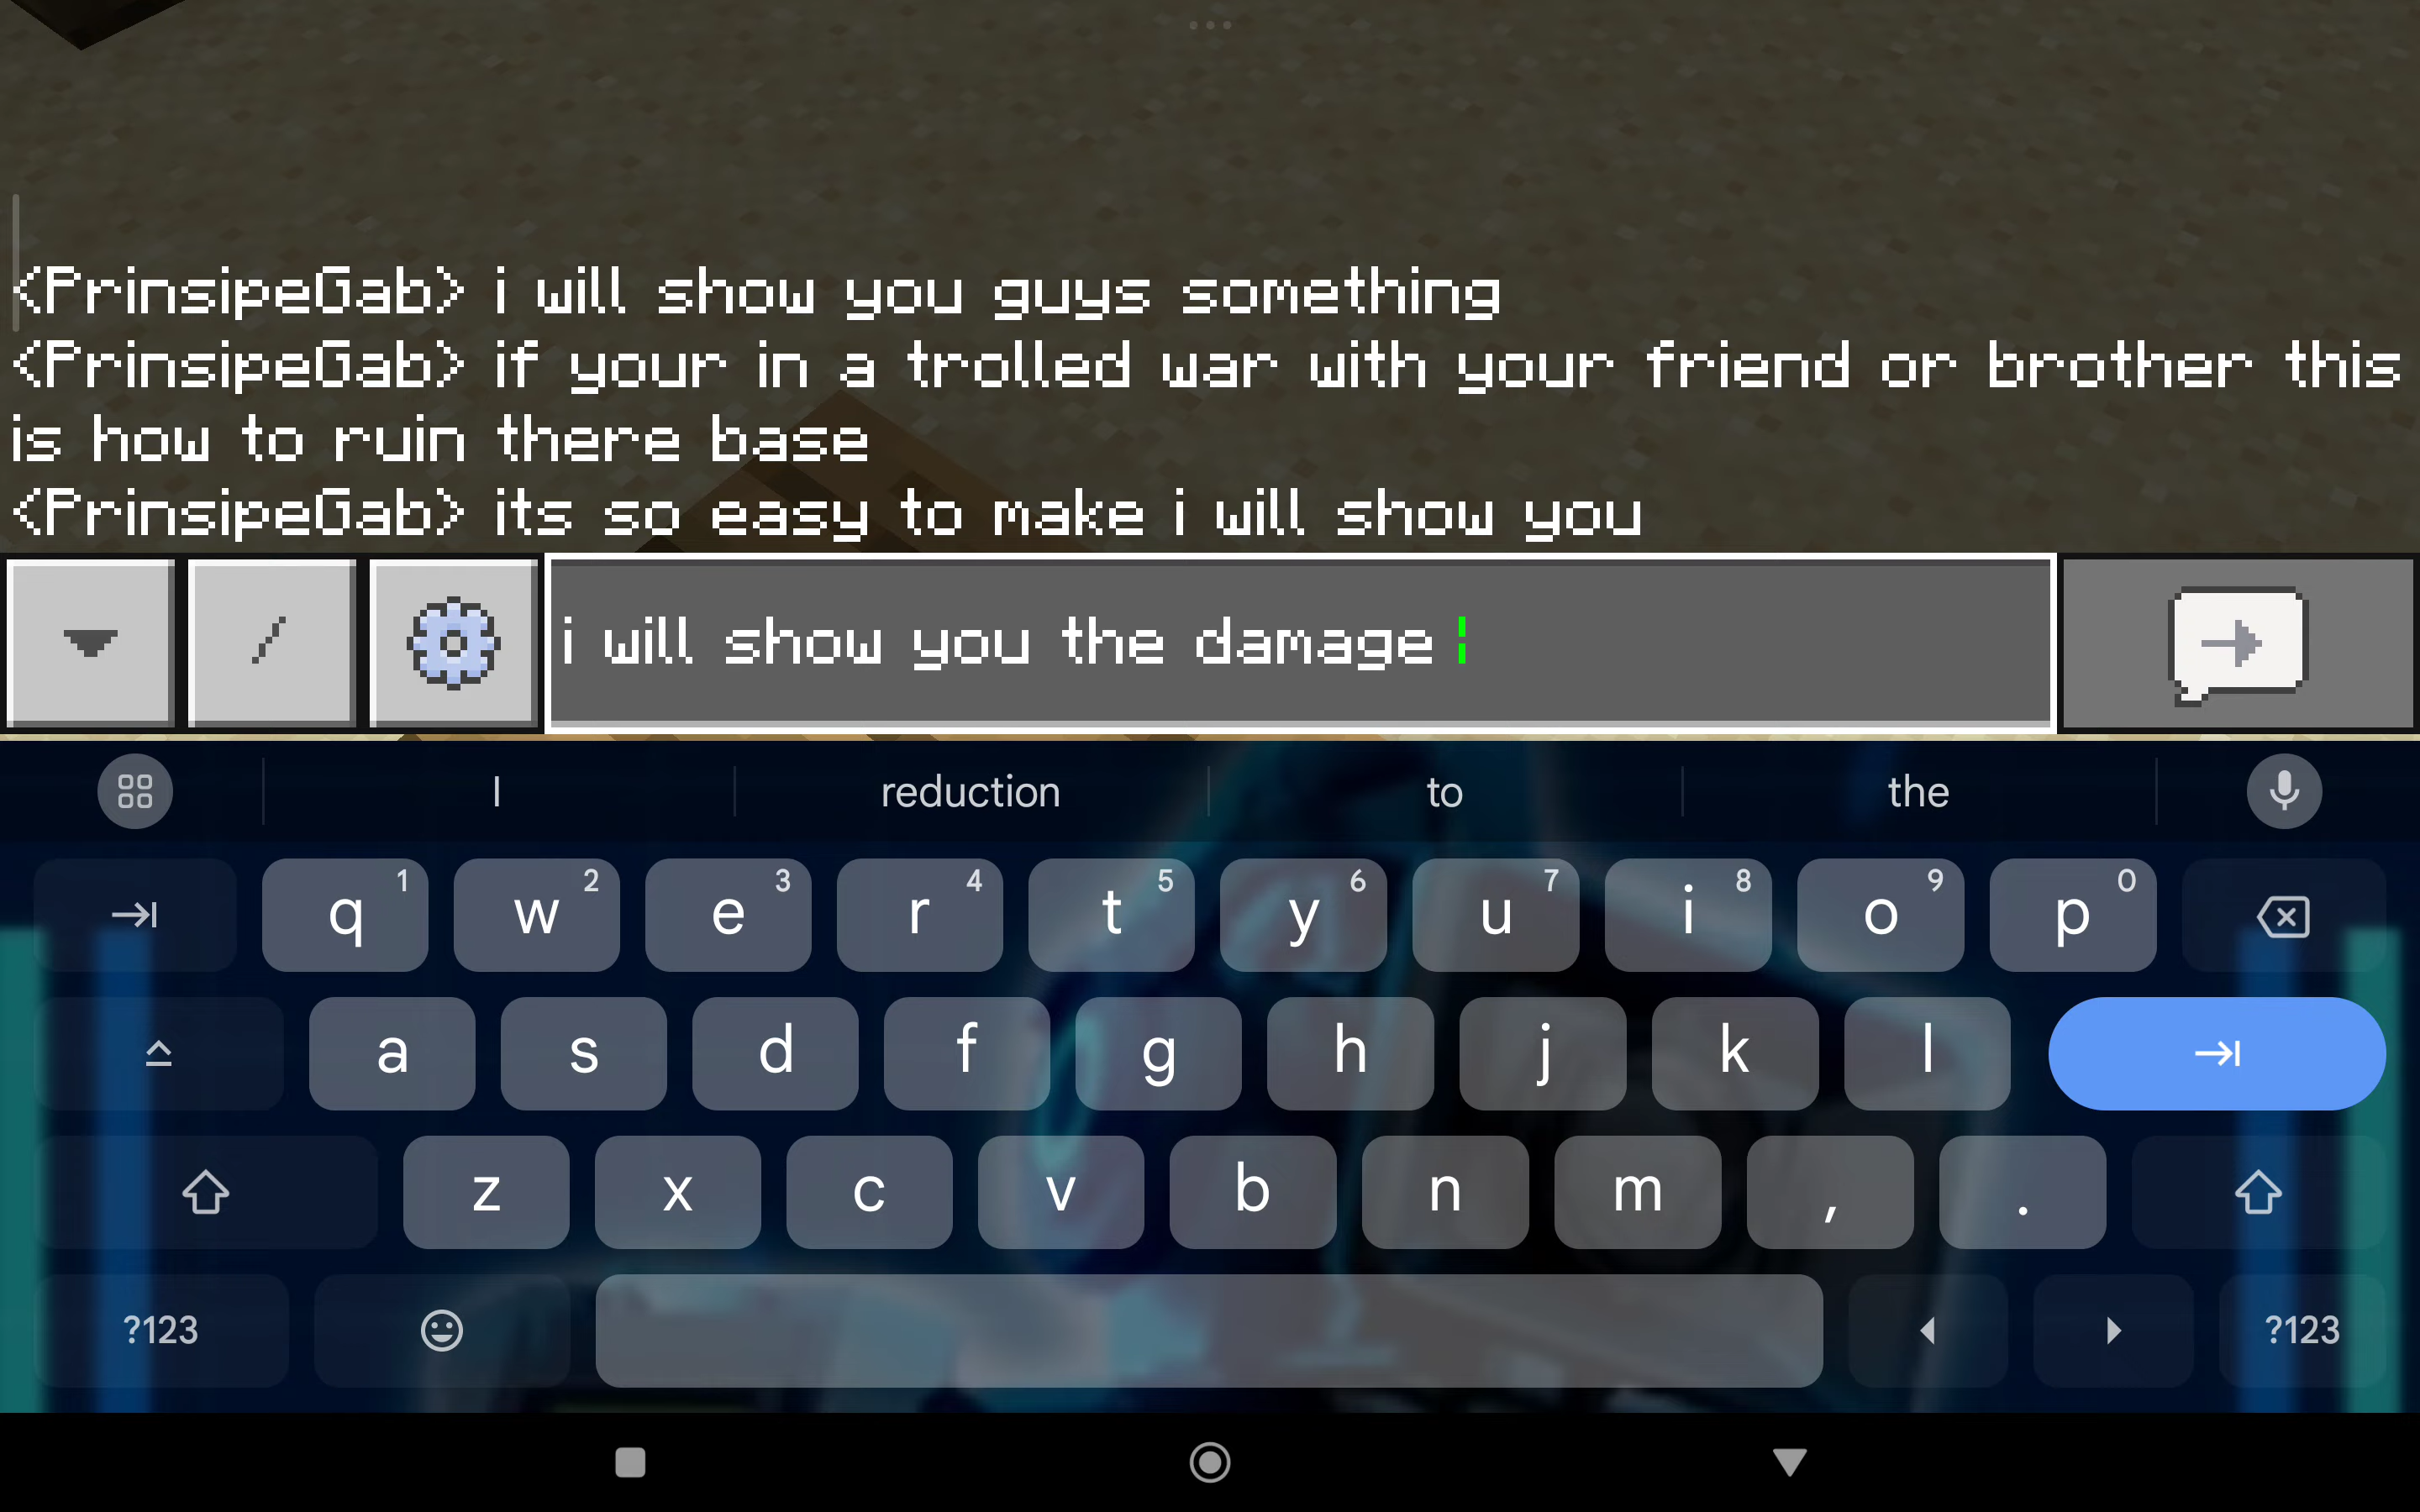 <PrinsipeGab> i will show you guys something
<PrinsipeGab> if your in a trolled war with your friend or brother this
is how to ruin there base
<PrinsipeGab> its so easy to make i will show you
/
i will show you the damage
I reduction to the
q 1 w 2 e 3 r 4 t 5 y 6 u 7 i 8 o 9 p 0
a s d f g h j k l
z x c v b n m , .
?123 ?123